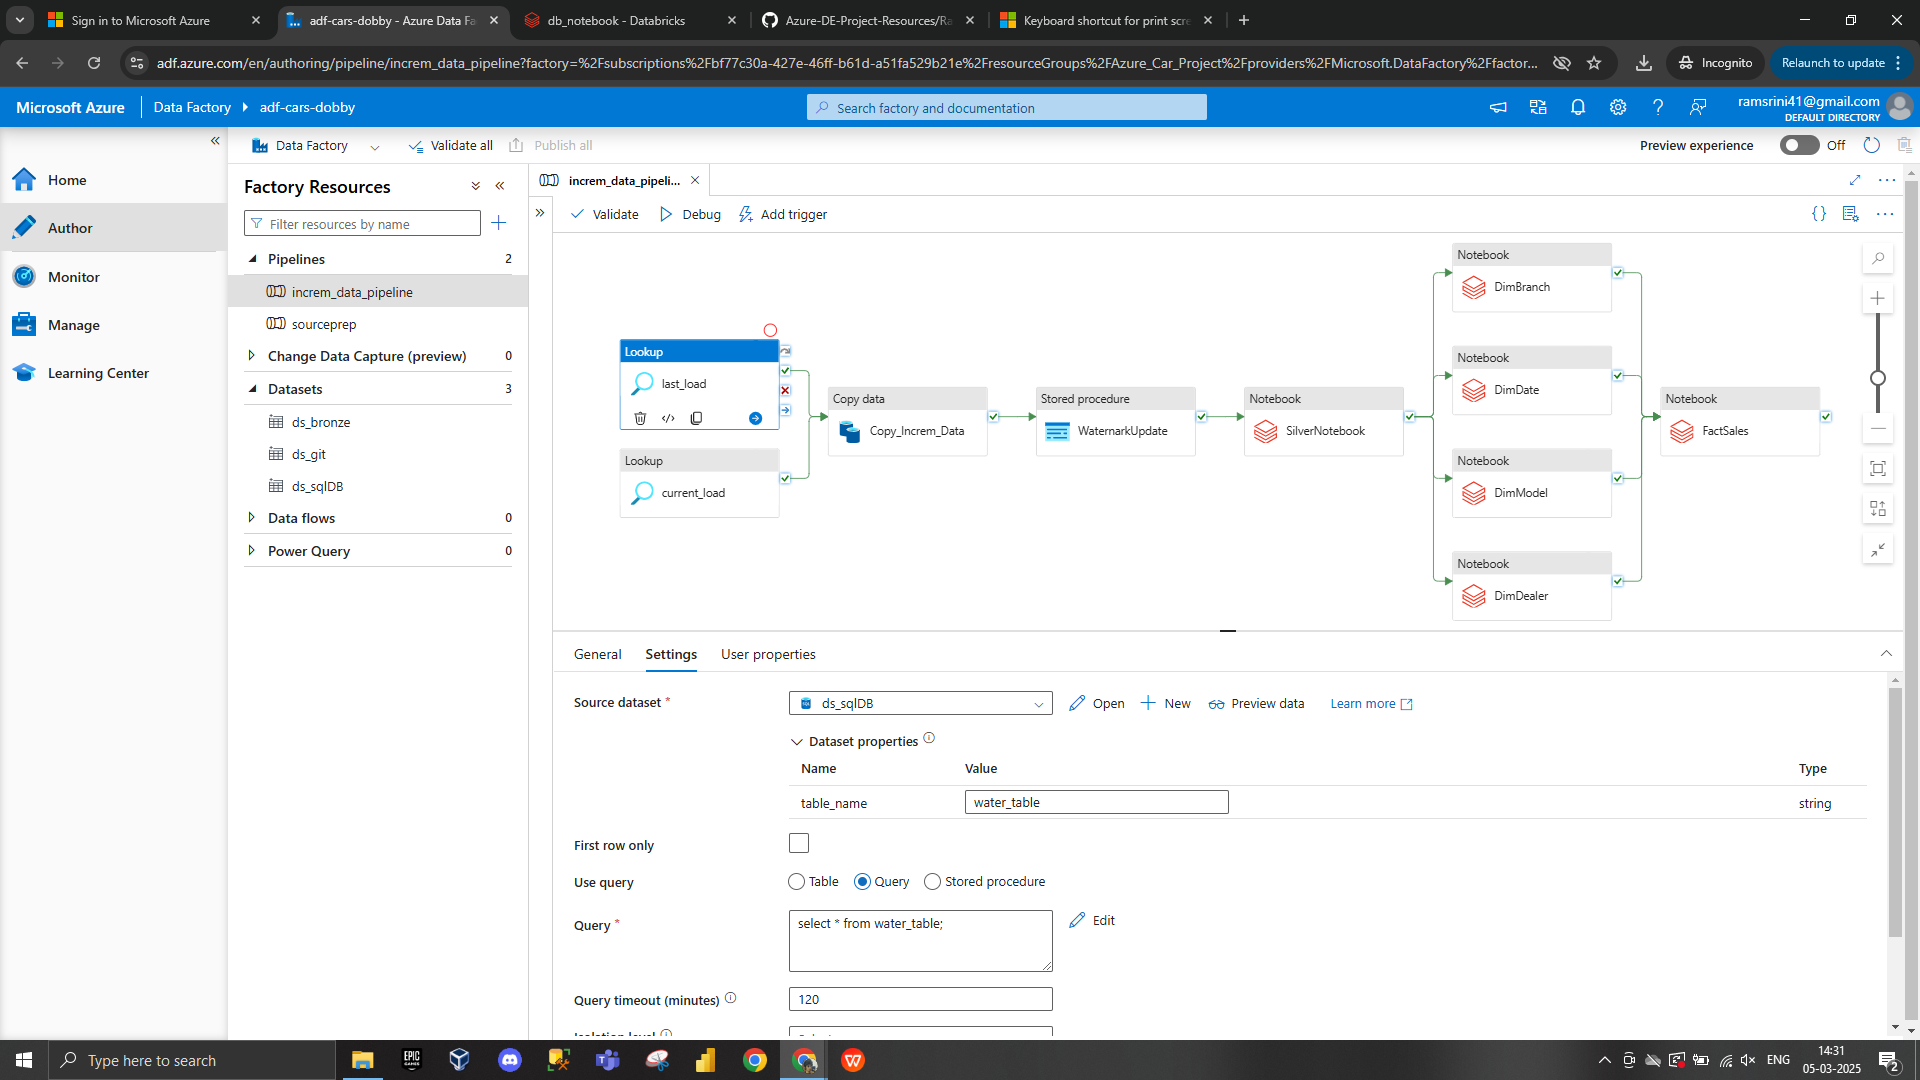 Sign in to Microsoft Azure
adf-cars-dobby - Azure Data Fa
db_notebook - Databricks
Azure-DE-Project-Resources/Ra
Keyboard shortcut for print scre
adf.azure.com/en/authoring/pipeline/increm_data_pipeline?factory=%2Fsubscriptions%2Fbf77c30a-427e-46ff-b61d-a51fa529b21e%2FresourceGroups%2FAzure_Car_Project%2Fproviders%2FMicrosoft.DataFactory%2Ffactor...
Incognito
Relaunch to update
Microsoft Azure
Data Factory
adf-cars-dobby
Search factory and documentation
ramsrini41@gmail.com
DEFAULT DIRECTORY
Data Factory
Validate all
Publish all
Preview experience
Off
Home
Author
Monitor
Manage
Learning Center
Factory Resources
Filter resources by name
Pipelines 2
increm_data_pipeline
sourceprep
Change Data Capture (preview) 0
Datasets 3
ds_bronze
ds_git
ds_sqlDB
Data flows 0
Power Query 0
increm_data_pipeli...
Validate
Debug
Add trigger
Lookup
last_load
Lookup
current_load
Copy data
Copy_Increm_Data
Stored procedure
WaternarkUpdate
Notebook
SilverNotebook
Notebook
DimBranch
Notebook
DimDate
Notebook
DimModel
Notebook
DimDealer
Notebook
FactSales
General
Settings
User properties
Source dataset *
ds_sqlDB
Open
New
Preview data
Learn more
Dataset properties
Name Value Type
table_name water_table string
First row only
Use query
Table
Query
Stored procedure
Query *
select * from water_table;
Edit
Query timeout (minutes)
120
Type here to search
EPIC GAMES
ENG
14:31
05-03-2025
2